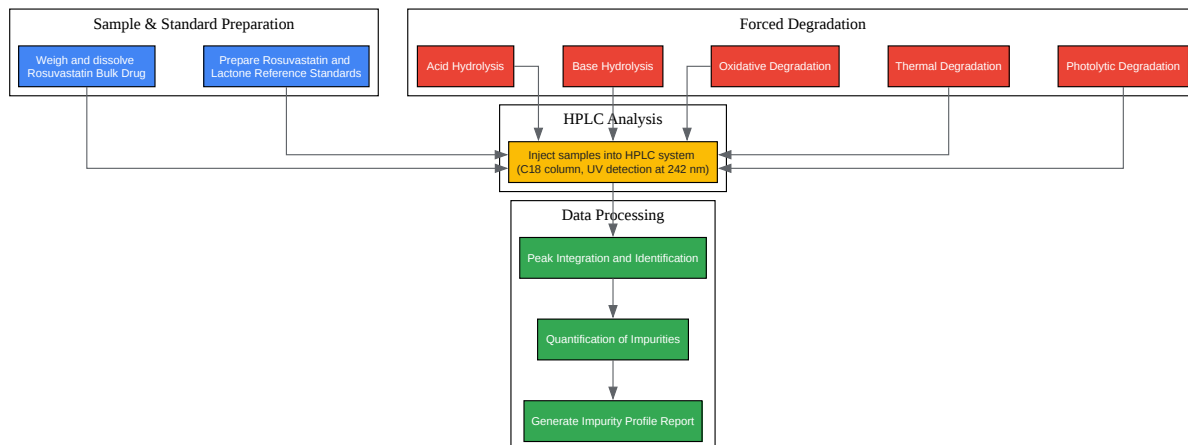 Sample & Standard Preparation
Weigh and dissolve
Rosuvastatin Bulk Drug
Prepare Rosuvastatin and
Lactone Reference Standards
Forced Degradation
Acid Hydrolysis
Base Hydrolysis
Oxidative Degradation
Thermal Degradation
Photolytic Degradation
HPLC Analysis
Inject samples into HPLC system
(C18 column, UV detection at 242 nm)
Data Processing
Peak Integration and Identification
Quantification of Impurities
Generate Impurity Profile Report